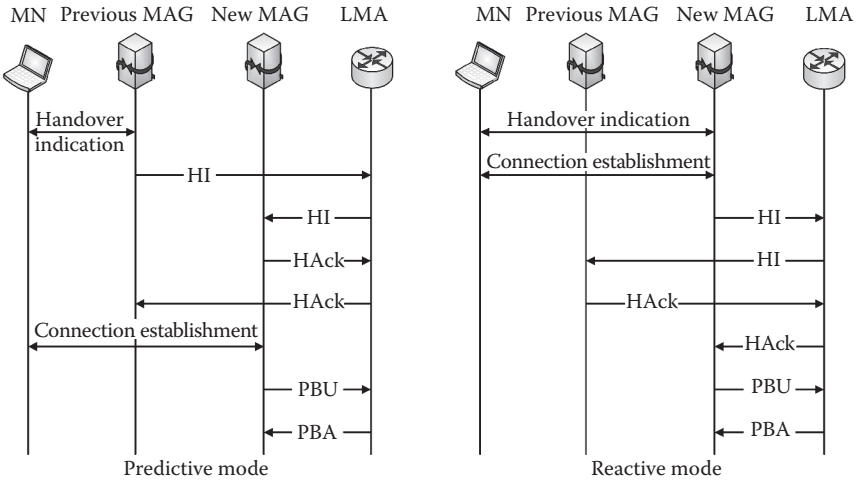 MN Previous MAG New MAG LMA
Handover
indication
HI
HI
HAck
HAck
Connection establishment
PBU
PBA
Predictive mode
MN Previous MAG New MAG LMA
Handover indication
Connection establishment
HI
HI
HAck
HAck
PBU
PBA
Reactive mode